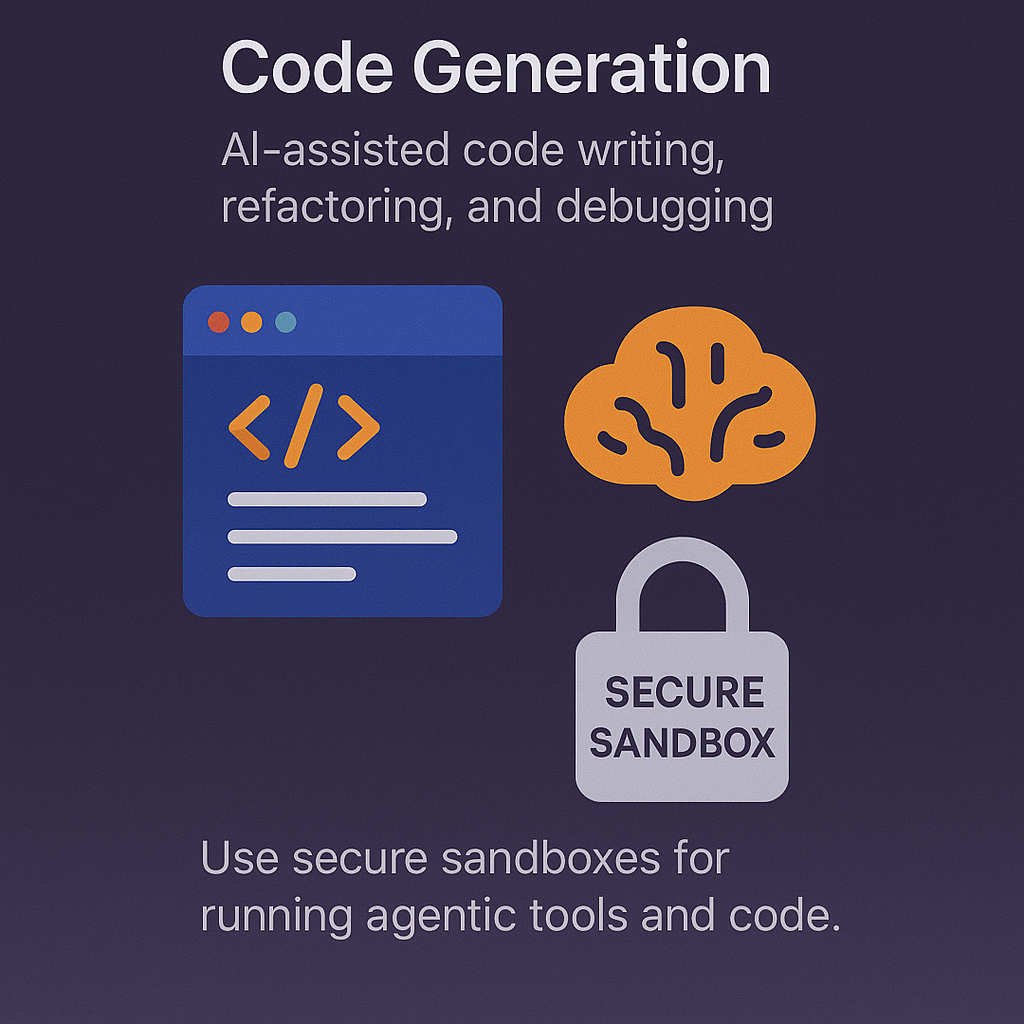 Code Generation
AI-assisted code writing,
refactoring, and debugging
</>
SECURE
SANDBOX
Use secure sandboxes for
running agentic tools and code.